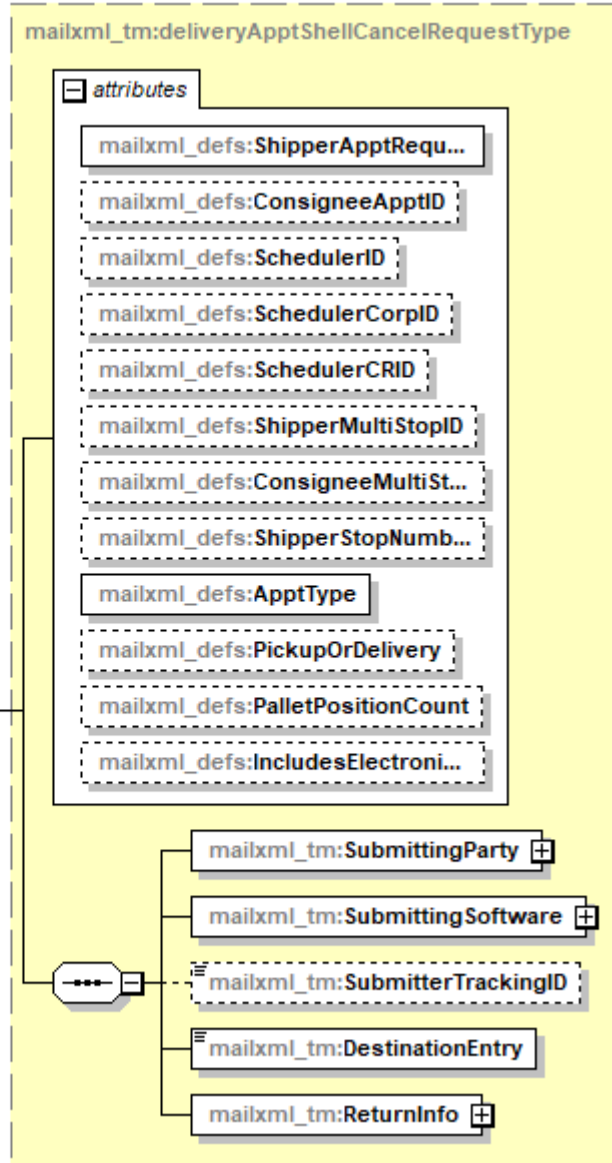 mailxml_tm:deliveryApptShellCancelRequestType
attributes
mailxml_defs:ShipperApptRequ...
mailxml_defs:ConsigneeApptID
mailxml_defs:SchedulerID
mailxml_defs:SchedulerCorpID
mailxml_defs:SchedulerCRID
mailxml_defs:ShipperMultiStopID
mailxml_defs:ConsigneeMultiSt...
mailxml_defs:ShipperStopNumb...
mailxml_defs:ApptType
mailxml_defs:PickupOrDelivery
mailxml_defs:PalletPositionCount
mailxml_defs:IncludesElectroni...
mailxml_tm:SubmittingParty
mailxml_tm:SubmittingSoftware
mailxml_tm:SubmitterTrackingID
mailxml_tm:DestinationEntry
mailxml_tm:ReturnInfo